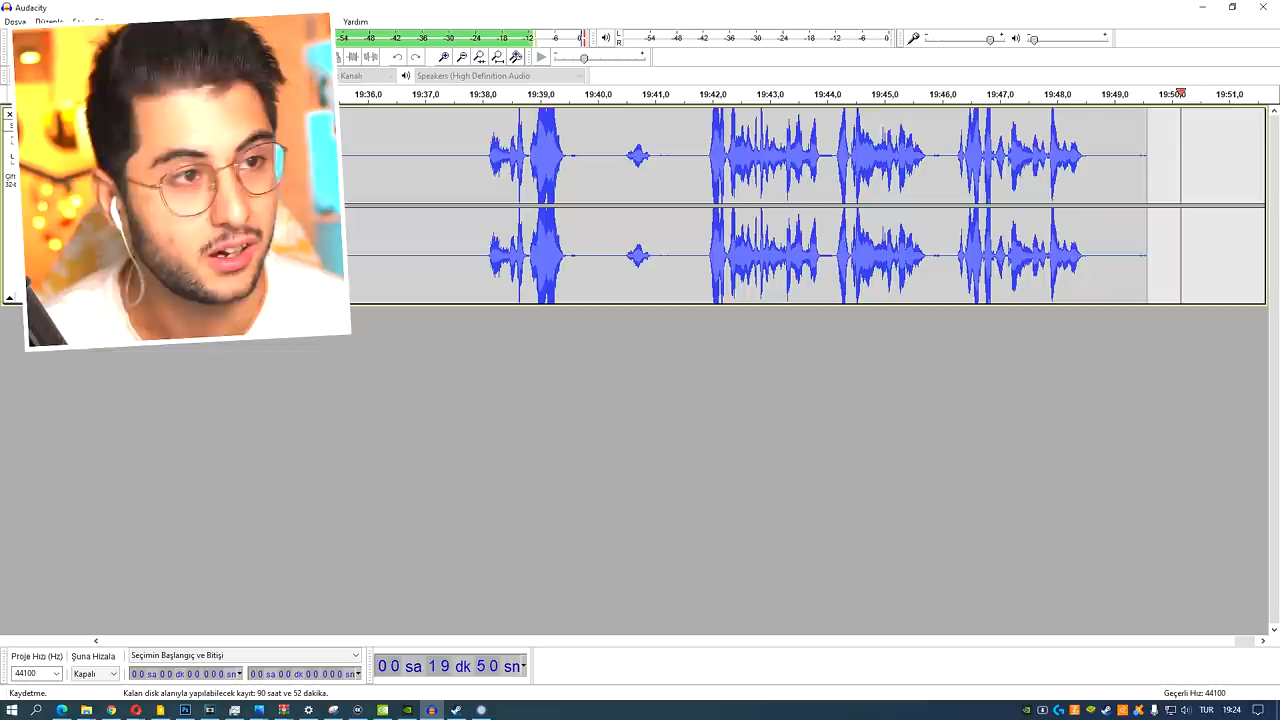 Audacity
Dosya
Yardım
-54 -48 -42 -36 -30 -24 -18 -12 -6 0
L
R
-54 -48 -42 -36 -30 -24 -18 -12 -6 0
Kanalı
Speakers (High Definition Audio
19:36,0 19:37,0 19:38,0 19:39,0 19:40,0 19:41,0 19:42,0 19:43,0 19:44,0 19:45,0 19:46,0 19:47,0 19:48,0 19:49,0 19:50,0 19:51,0
Proje Hızı (Hz)
Şuna Hizala
Seçimin Başlangıç ve Bitişi
44100
Kapalı
00 sa 00 dk 00.000 sn
00 sa 00 dk 00.000 sn
00 sa 19 dk 50 sn
Kaydetme.
Kalan disk alanıyla yapılabilecek kayıt: 90 saat ve 52 dakika.
Geçerli Hız: 44100
TUR
19:24